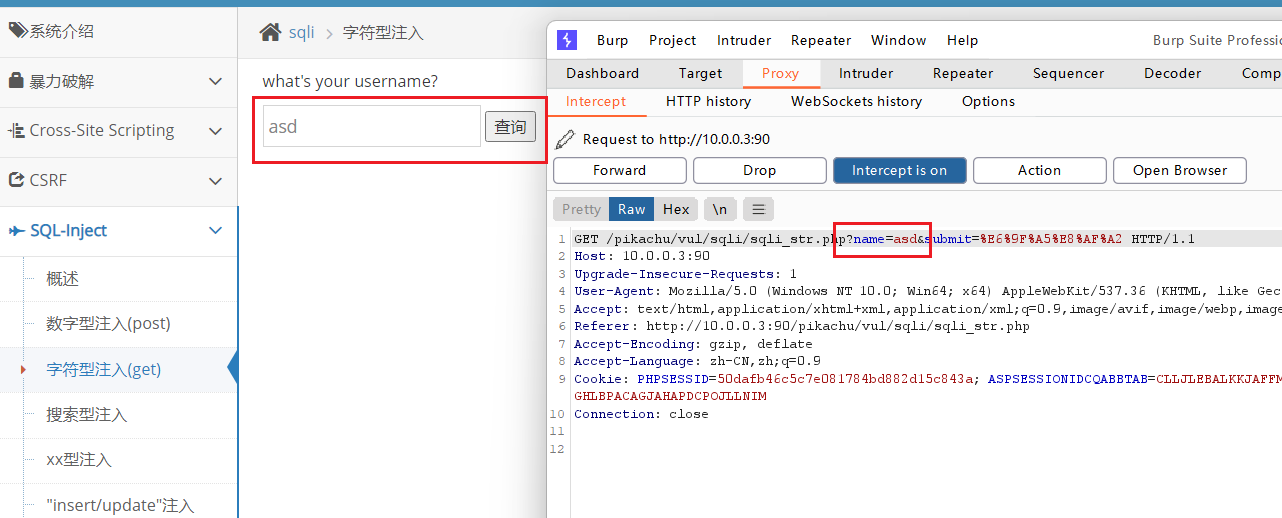 系统介绍
暴力破解
Cross-Site Scripting
CSRF
SQL-Inject
概述
数字型注入(post)
字符型注入(get)
搜索型注入
xx型注入
"insert/update"注入
sqli > 字符型注入
what's your username?
asd 查询
Burp Project Intruder Repeater Window Help Burp Suite Professio
Dashboard Target Proxy Intruder Repeater Sequencer Decoder Comp
Intercept HTTP history WebSockets history Options
Request to http://10.0.0.3:90
Forward Drop Intercept is on Action Open Browser
Pretty Raw Hex \n
1 GET /pikachu/vul/sqli/sqli_str.php?name=asd&submit=%E6%9F%A5%E8%AF%A2 HTTP/1.1
2 Host: 10.0.0.3:90
3 Upgrade-Insecure-Requests: 1
4 User-Agent: Mozilla/5.0 (Windows NT 10.0; Win64; x64) AppleWebKit/537.36 (KHTML, like Gec
5 Accept: text/html,application/xhtml+xml,application/xml;q=0.9,image/avif,image/webp,imag
6 Referer: http://10.0.0.3:90/pikachu/vul/sqli/sqli_str.php
7 Accept-Encoding: gzip, deflate
8 Accept-Language: zh-CN,zh;q=0.9
9 Cookie: PHPSESSID=50dafb46c5c7e081784bd882d15c843a; ASPSESSIONIDCQABBTAB=CLLJLEBALKKJAFFM
GHLBPACAGJAHAPDCPOJLLNIM
10 Connection: close
11
12